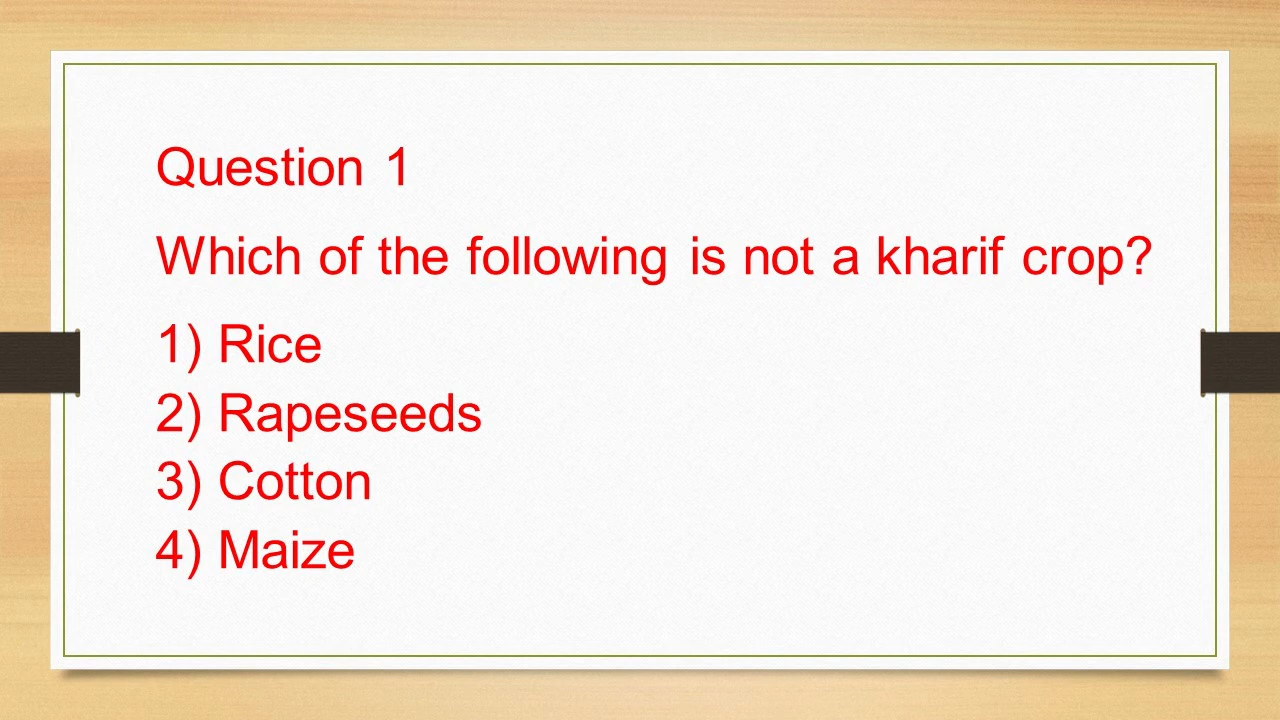 Question 1
Which of the following is not a kharif crop?
1) Rice
2) Rapeseeds
3) Cotton
4) Maize